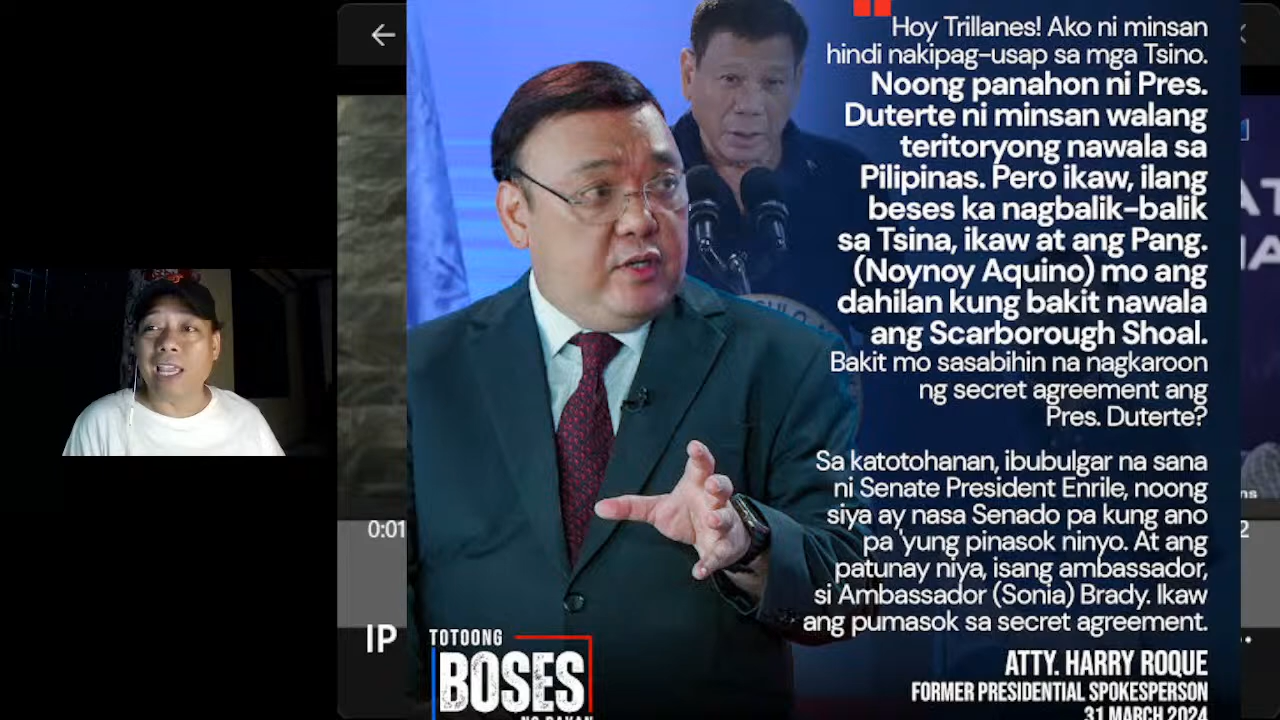 Hoy Trillanes! Ako ni minsan
hindi nakipag-usap sa mga Tsino.
Noong panahon ni Pres.
Duterte ni minsan walang
teritoryong nawala sa
Pilipinas. Pero ikaw, ilang
beses ka nagbalik-balik
sa Tsina, ikaw at ang Pang.
(Noynoy Aquino) mo ang
dahilan kung bakit nawala
ang Scarborough Shoal.
Bakit mo sasabihin na nagkaroon
ng secret agreement ang
Pres. Duterte?
Sa katotohanan, ibubulgar na sana
ni Senate President Enrile, noong
siya ay nasa Senado pa kung ano
pa 'yung pinasok ninyo. At ang
patunay niya, isang ambassador,
si Ambassador (Sonia) Brady. Ikaw
ang pumasok sa secret agreement.
ATTY. HARRY ROQUE
FORMER PRESIDENTIAL SPOKESPERSON
31 MARCH 2024
TOTOONG
BOSES
NG BAYAN
0:01
IP